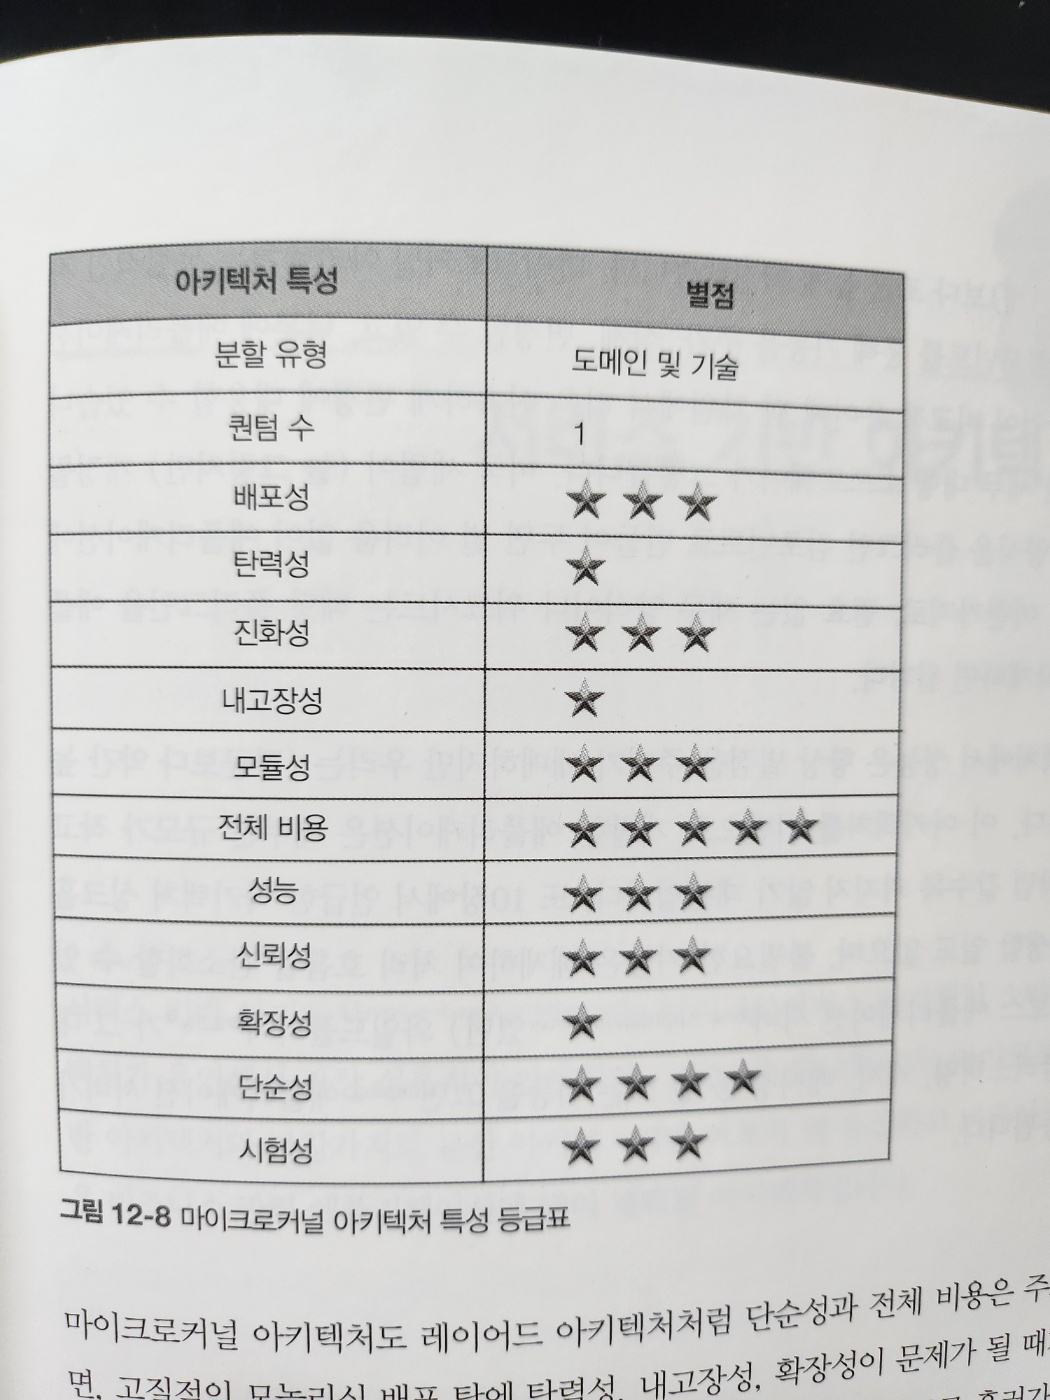 아키텍처 특성 별점
분할 유형 도메인 및 기술
퀀텀 수 1
배포성 ★★★
탄력성 ★
진화성 ★★★
내고장성 ★
모듈성 ★★★
전체 비용 ★★★★★
성능 ★★★
신뢰성 ★★★
확장성 ★
단순성 ★★★★
시험성 ★★★
그림 12-8 마이크로커널 아키텍처 특성 등급표
마이크로커널 아키텍처도 레이어드 아키텍처처럼 단순성과 전체 비용은 주
면, 고질적인 모놀리식 배포 탓에 탄력성, 내고장성, 확장성이 문제가 될 때